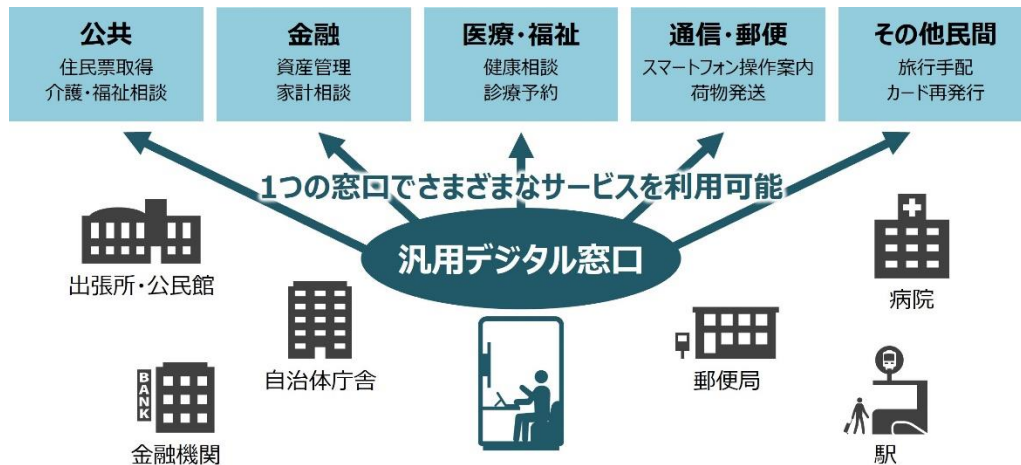 公共
住民票取得
介護・福祉相談
金融
資産管理
家計相談
医療・福祉
健康相談
診療予約
通信・郵便
スマートフォン操作案内
荷物発送
その他民間
旅行手配
カード再発行
1つの窓口でさまざまなサービスを利用可能
汎用デジタル窓口
出張所・公民館
自治体庁舎
BANK
金融機関
郵便局
病院
駅